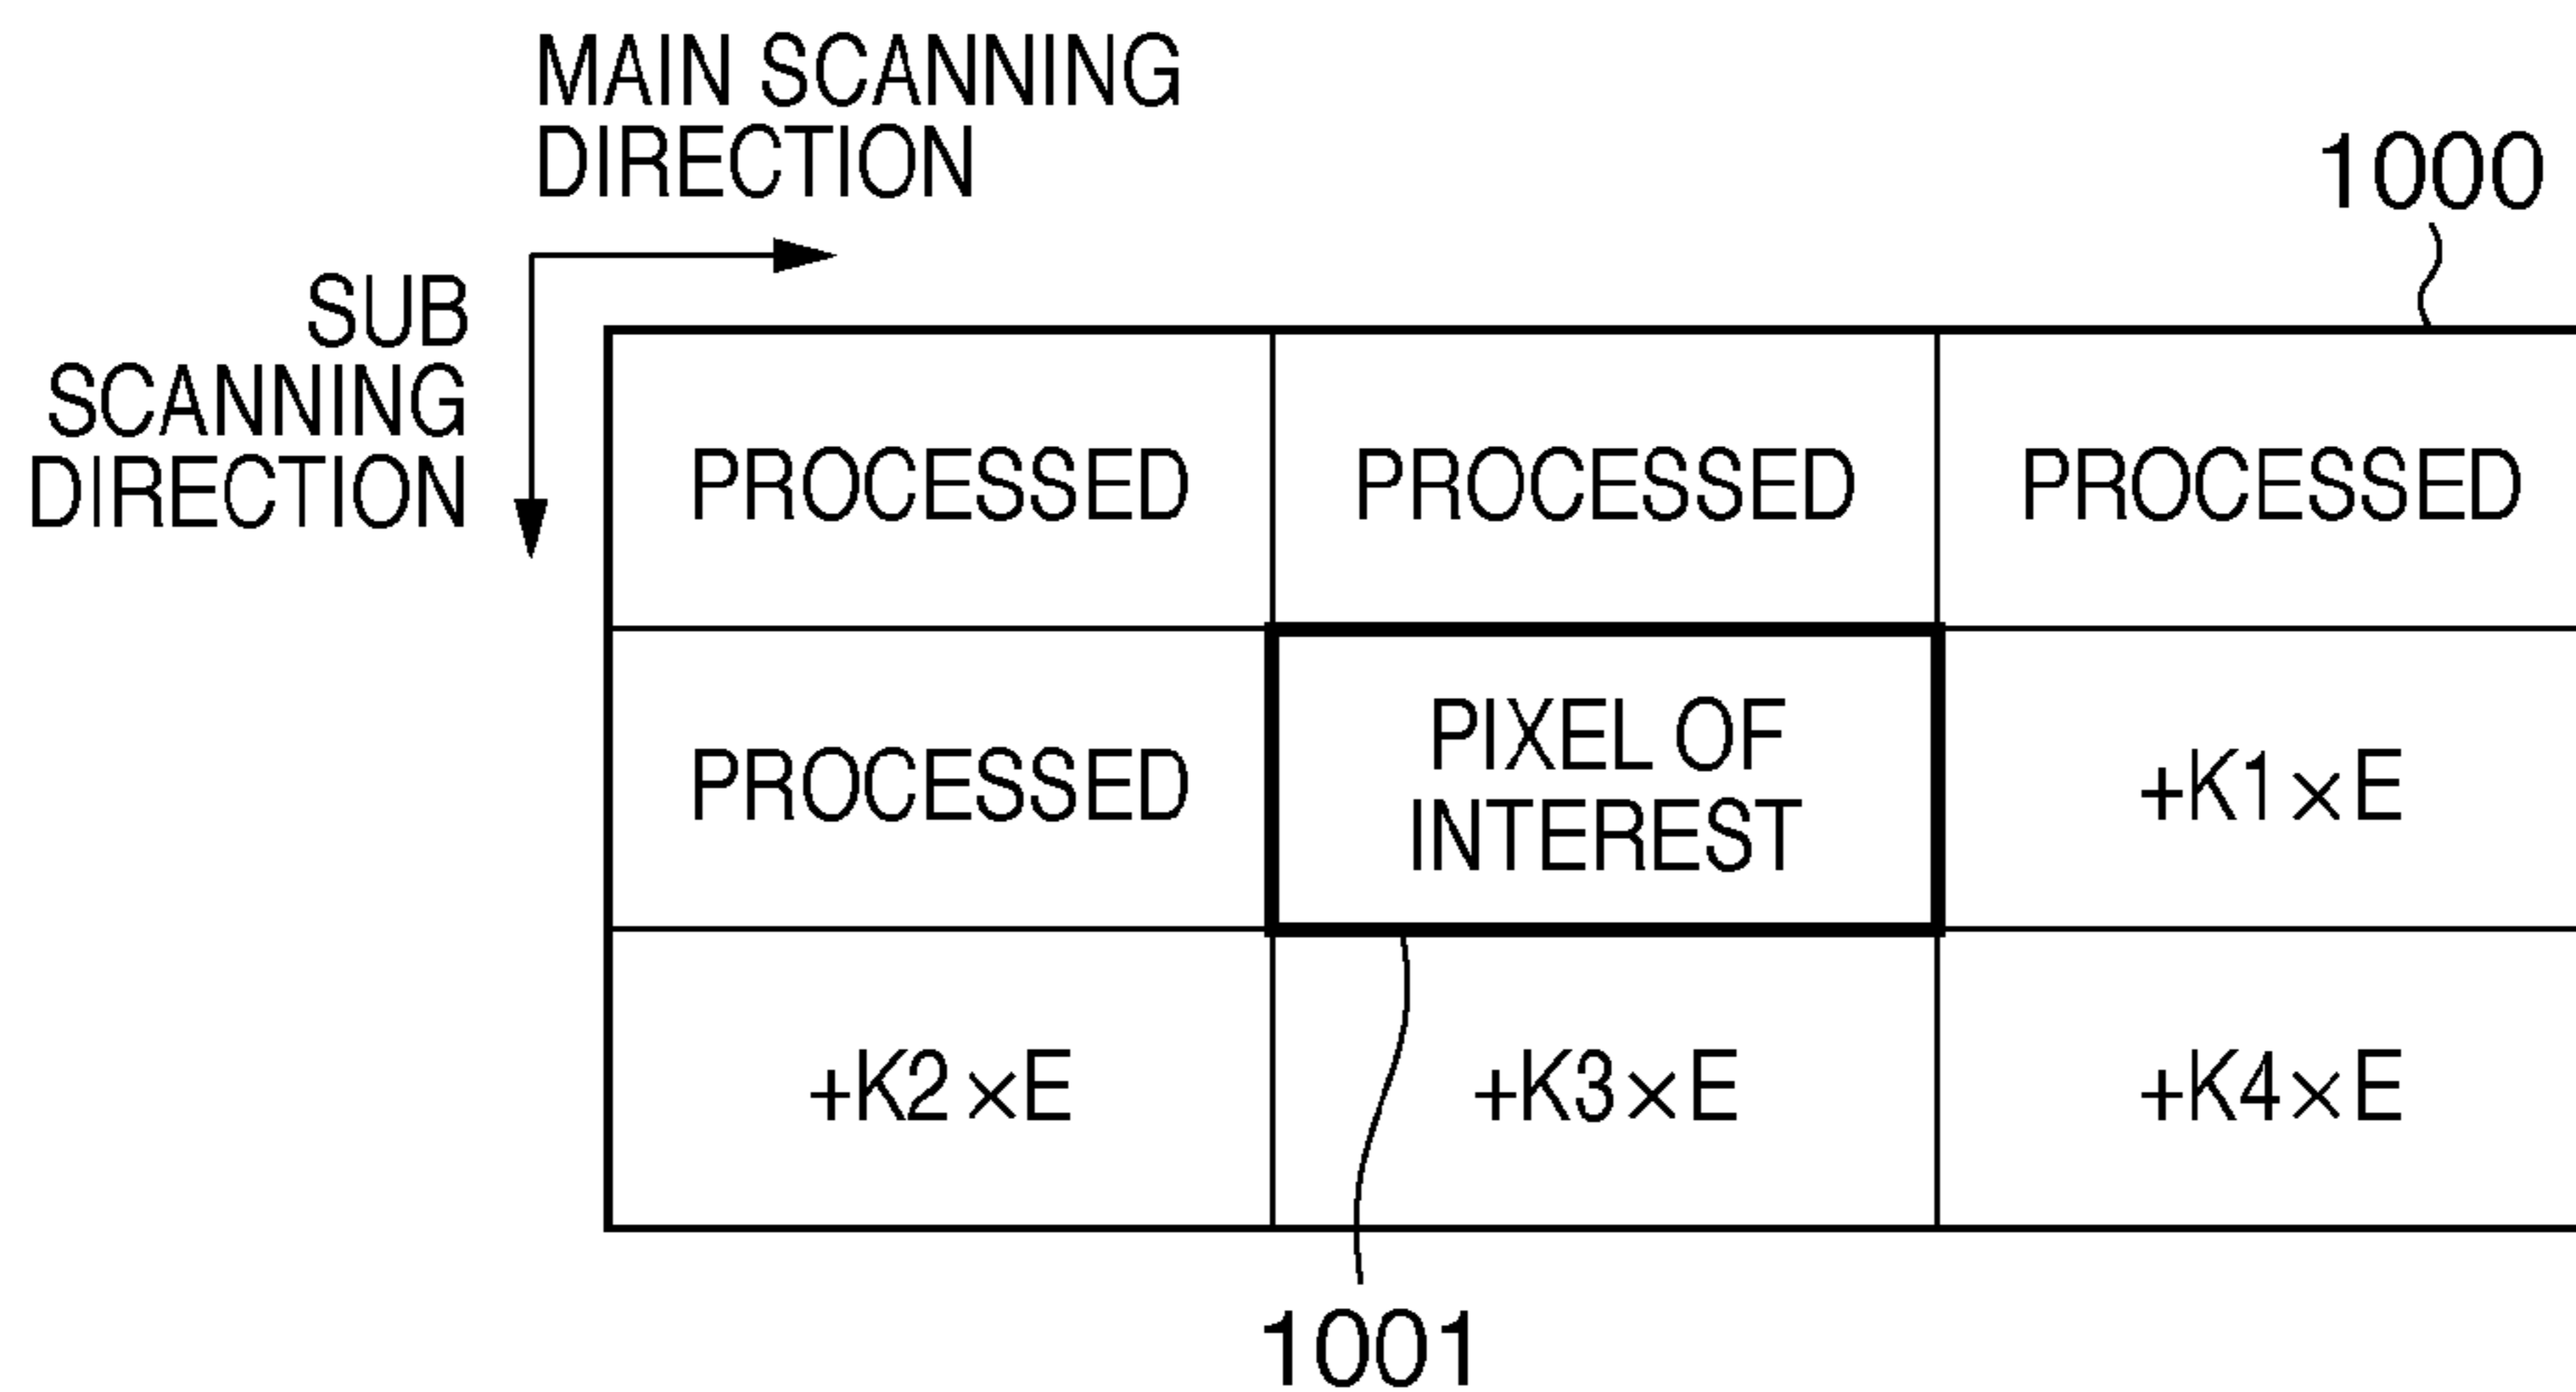 MAIN SCANNING
DIRECTION
1000
SUB
SCANNING
DIRECTION
PROCESSED PROCESSED PROCESSED
PROCESSED
PIXEL OF
INTEREST
+K1×E
+K2×E +K3×E +K4×E
1001